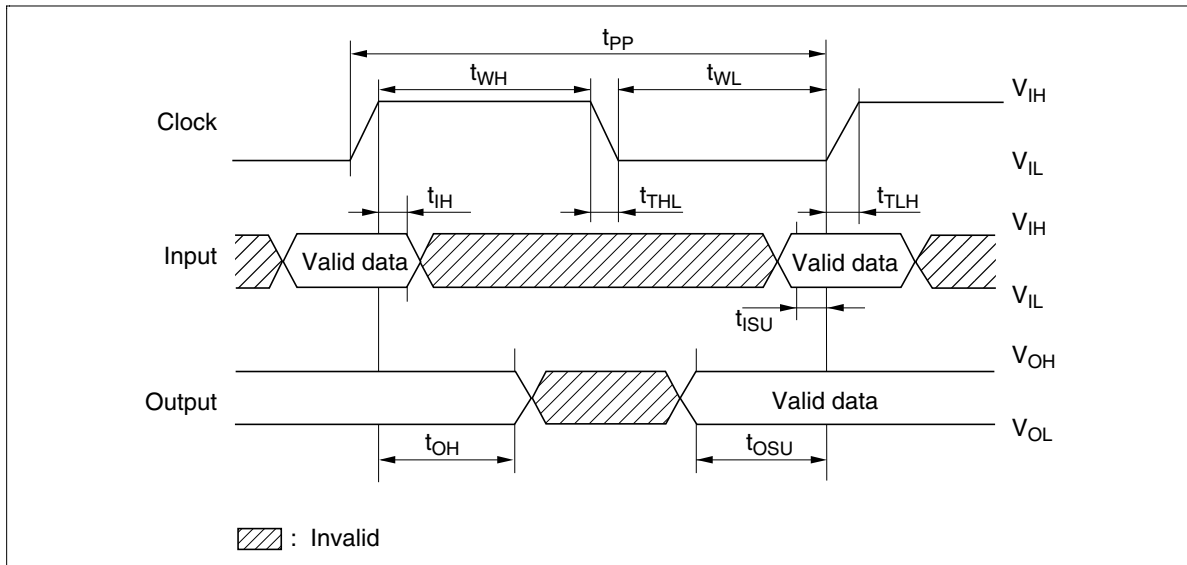 tPP
tWH
tWL
VIH
Clock
VIL
tIH
tTHL
tTLH
VIH
Input
Valid data
Valid data
VIL
tISU
VOH
Output
Valid data
VOL
tOH
tOSU
: Invalid